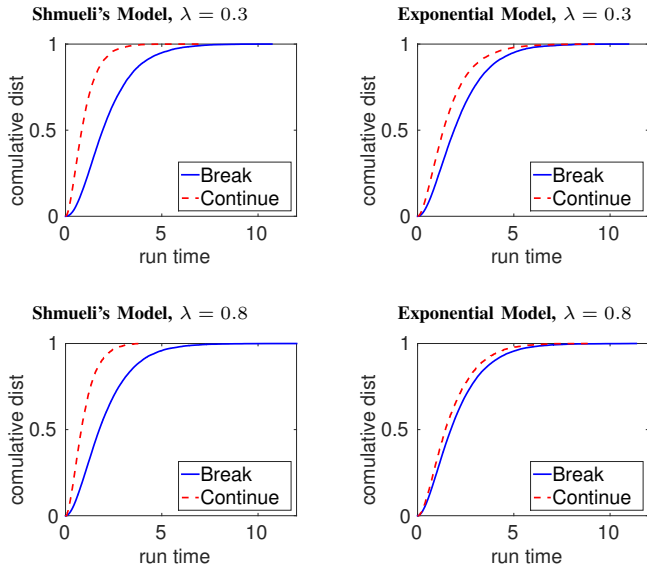 Shmueli's Model, λ = 0.3
Exponential Model, λ = 0.3
comulative dist
1
0.5
0
Break
Continue
0 5 10
run time
comulative dist
1
0.5
0
Break
Continue
0 5 10
run time
Shmueli's Model, λ = 0.8
Exponential Model, λ = 0.8
comulative dist
1
0.5
0
Break
Continue
0 5 10
run time
comulative dist
1
0.5
0
Break
Continue
0 5 10
run time